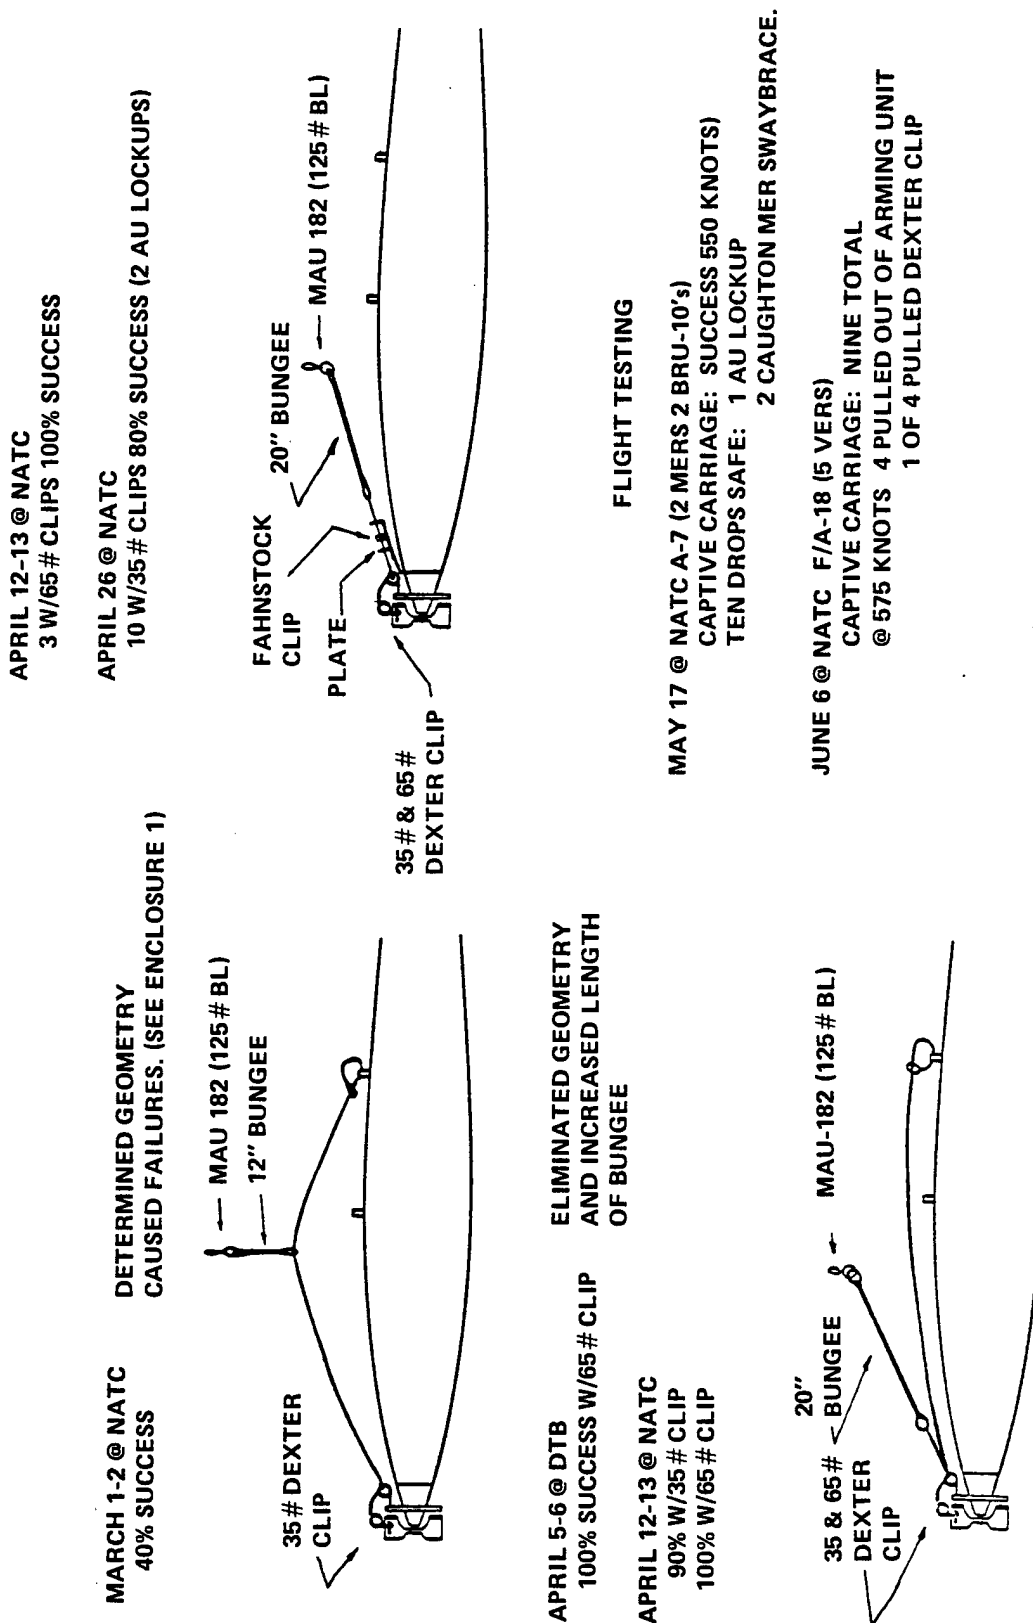 MARCH 1-2 @ NATC
40% SUCCESS
DETERMINED GEOMETRY
CAUSED FAILURES. (SEE ENCLOSURE 1)
MAU 182 (125# BL)
12" BUNGEE
35# DEXTER
CLIP
APRIL 5-6 @ DTB
100% SUCCESS W/65# CLIP
APRIL 12-13 @ NATC
90% W/35# CLIP
100% W/65# CLIP
ELIMINATED GEOMETRY
AND INCREASED LENGTH
OF BUNGEE
35 & 65#
DEXTER
CLIP
20"
BUNGEE
MAU-182 (125# BL)
APRIL 12-13 @ NATC
3 W/65# CLIPS 100% SUCCESS
APRIL 26 @ NATC
10 W/35# CLIPS 80% SUCCESS (2 AU LOCKUPS)
FAHNSTOCK
CLIP
PLATE
20" BUNGEE
MAU 182 (125# BL)
35# & 65#
DEXTER CLIP
FLIGHT TESTING
MAY 17 @ NATC A-7 (2 MERS 2 BRU-10's)
CAPTIVE CARRIAGE: SUCCESS 550 KNOTS)
TEN DROPS SAFE: 1 AU LOCKUP
2 CAUGHTON MER SWAYBRACE.
JUNE 6 @ NATC F/A-18 (5 VERS)
CAPTIVE CARRIAGE: NINE TOTAL
@ 575 KNOTS 4 PULLED OUT OF ARMING UNIT
1 OF 4 PULLED DEXTER CLIP